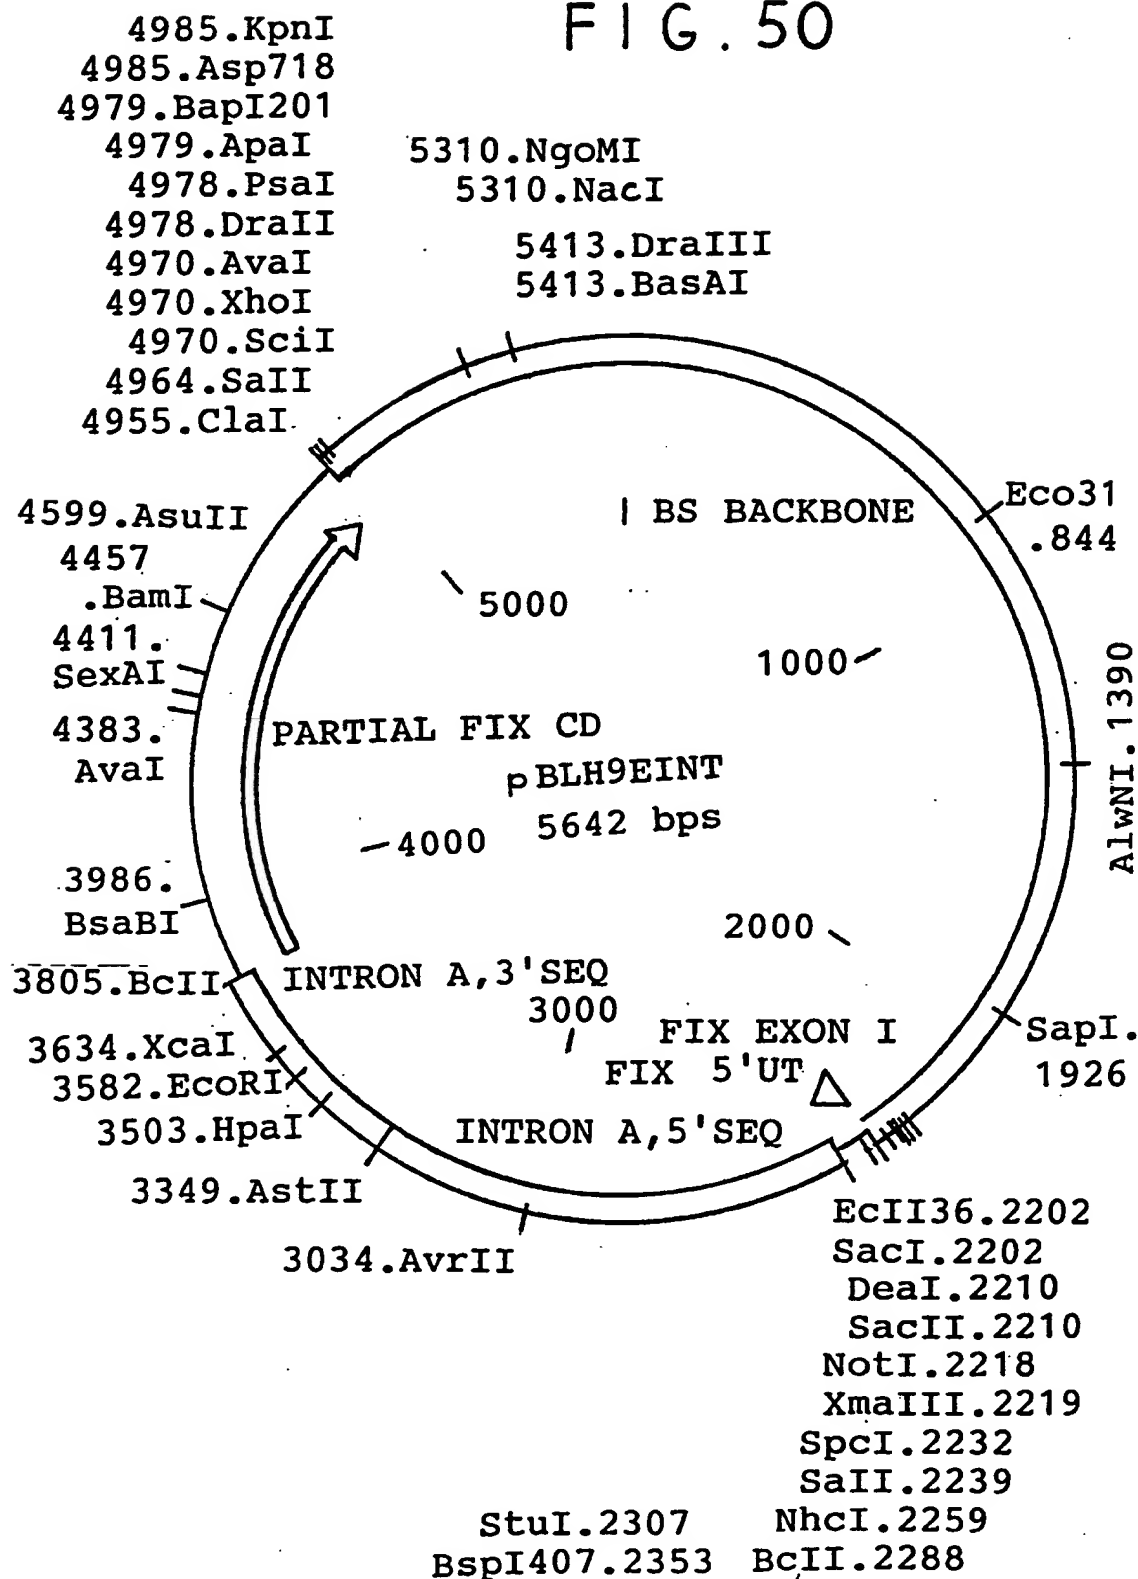 FIG. 50
4985.KpnI
4985.Asp718
4979.BapI201
4979.ApaI
4978.PsaI
4978.DraII
4970.AvaI
4970.XhoI
4970.SciI
4964.SaII
4955.ClaI
5310.NgoMI
5310.NacI
5413.DraIII
5413.BasAI
4599.AsuII
4457
.BamI
4411.
SexAI
4383.
AvaI
3986.
BsaBI
3805.BcII
3634.XcaI
3582.EcoRI
3503.HpaI
3349.AstII
3034.AvrII
BS BACKBONE
Eco31
.844
5000
1000
AlwNI.1390
PARTIAL FIX CD
pBLH9EINT
5642 bps
4000
2000
INTRON A,3'SEQ
3000
FIX EXON I
FIX 5'UT
INTRON A,5'SEQ
SapI.
1926
EcII36.2202
SacI.2202
DeaI.2210
SacII.2210
NotI.2218
XmaIII.2219
SpcI.2232
SaII.2239
StuI.2307 NhcI.2259
BspI407.2353 BcII.2288